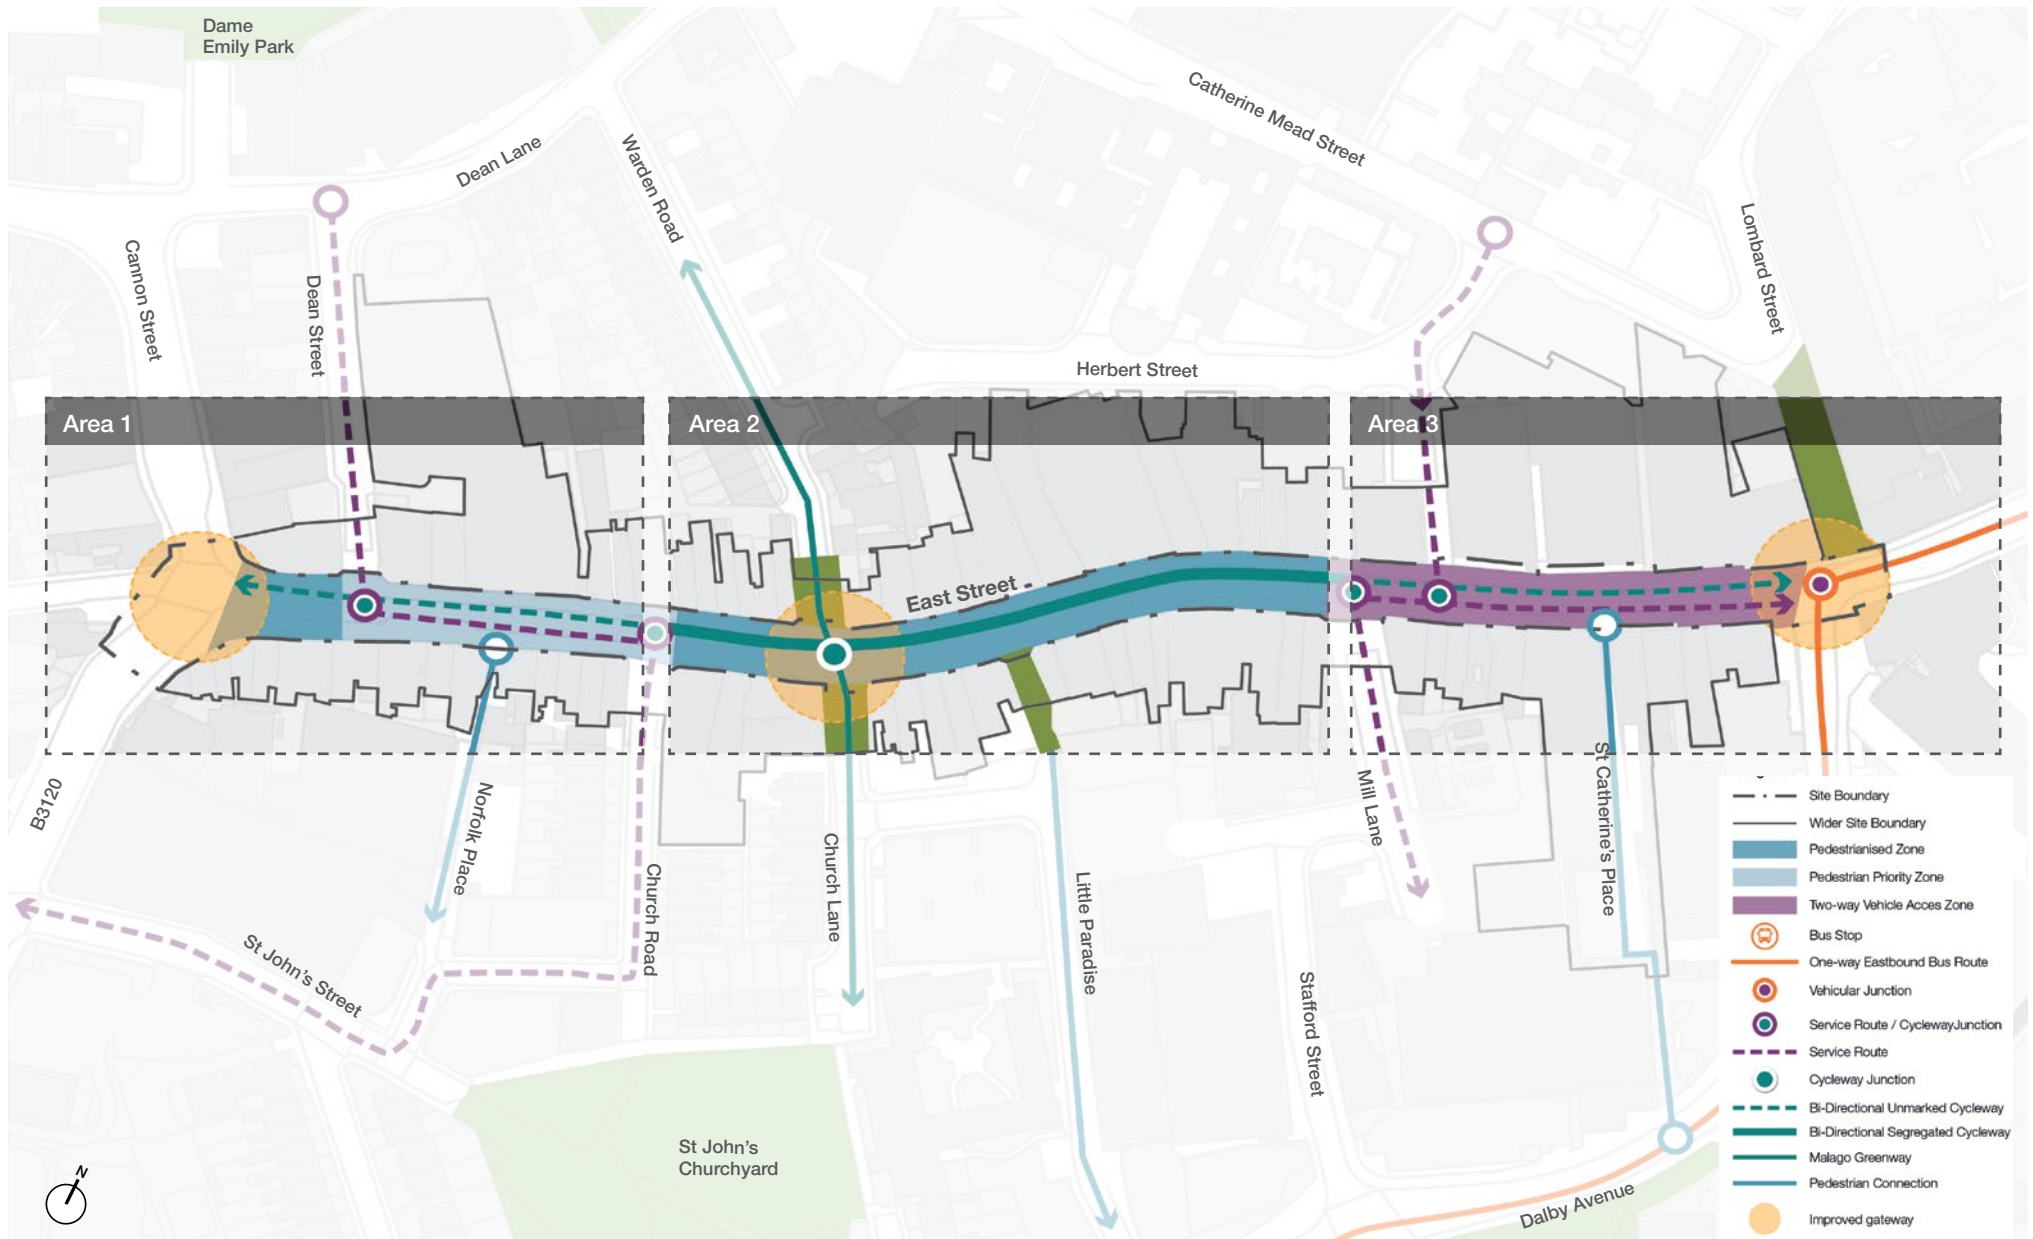 Dame
Emily Park
Dean Lane
Warden Road
Catherine Mead Street
Lombard Street
Cannon Street
Dean Street
Herbert Street
Area 1
Area 2
Area 3
East Street
B3120
Norfolk Place
Church Road
Church Lane
Little Paradise
Mill Lane
St Catherine's Place
St John's Street
Stafford Street
St John's
Churchyard
Dalby Avenue
N
Site Boundary
Wider Site Boundary
Pedestrianised Zone
Pedestrian Priority Zone
Two-way Vehicle Acces Zone
Bus Stop
One-way Eastbound Bus Route
Vehicular Junction
Service Route / CyclewayJunction
Service Route
Cycleway Junction
Bi-Directional Unmarked Cycleway
Bi-Directional Segregated Cycleway
Malago Greenway
Pedestrian Connection
Improved gateway